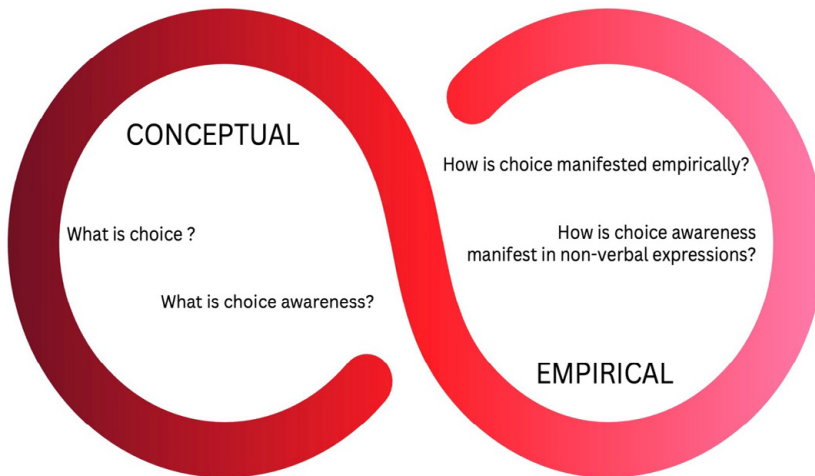 CONCEPTUAL
What is choice ?
What is choice awareness?
How is choice manifested empirically?
How is choice awareness
manifest in non-verbal expressions?
EMPIRICAL